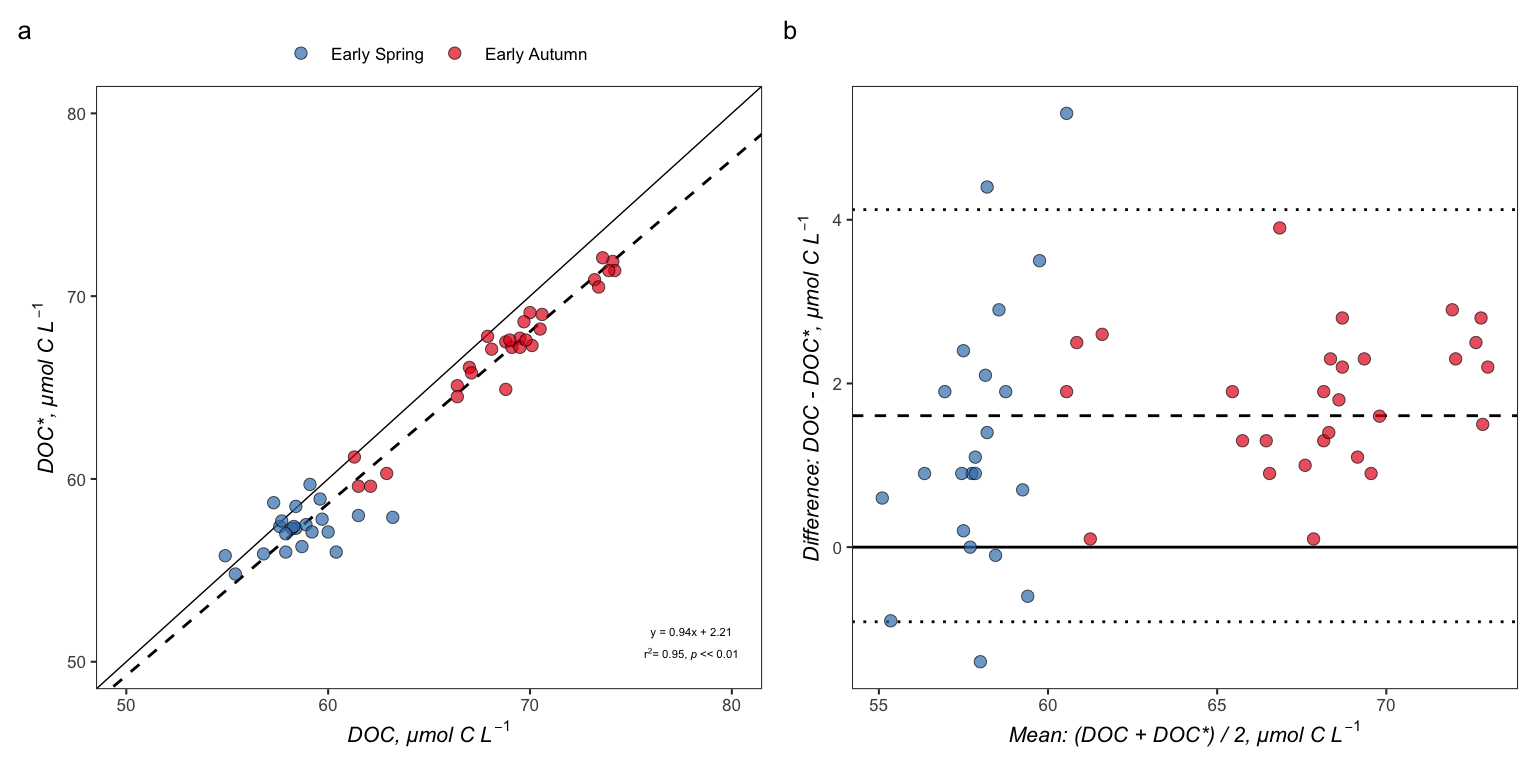 a
Early Spring
Early Autumn
80
70
60
50
DOC*, µmol C L⁻¹
y = 0.94x + 2.21
r²= 0.95, p << 0.01
50 60 70 80
DOC, µmol C L⁻¹
b
4
2
0
Difference: DOC - DOC*, µmol C L⁻¹
55 60 65 70
Mean: (DOC + DOC*) / 2, µmol C L⁻¹